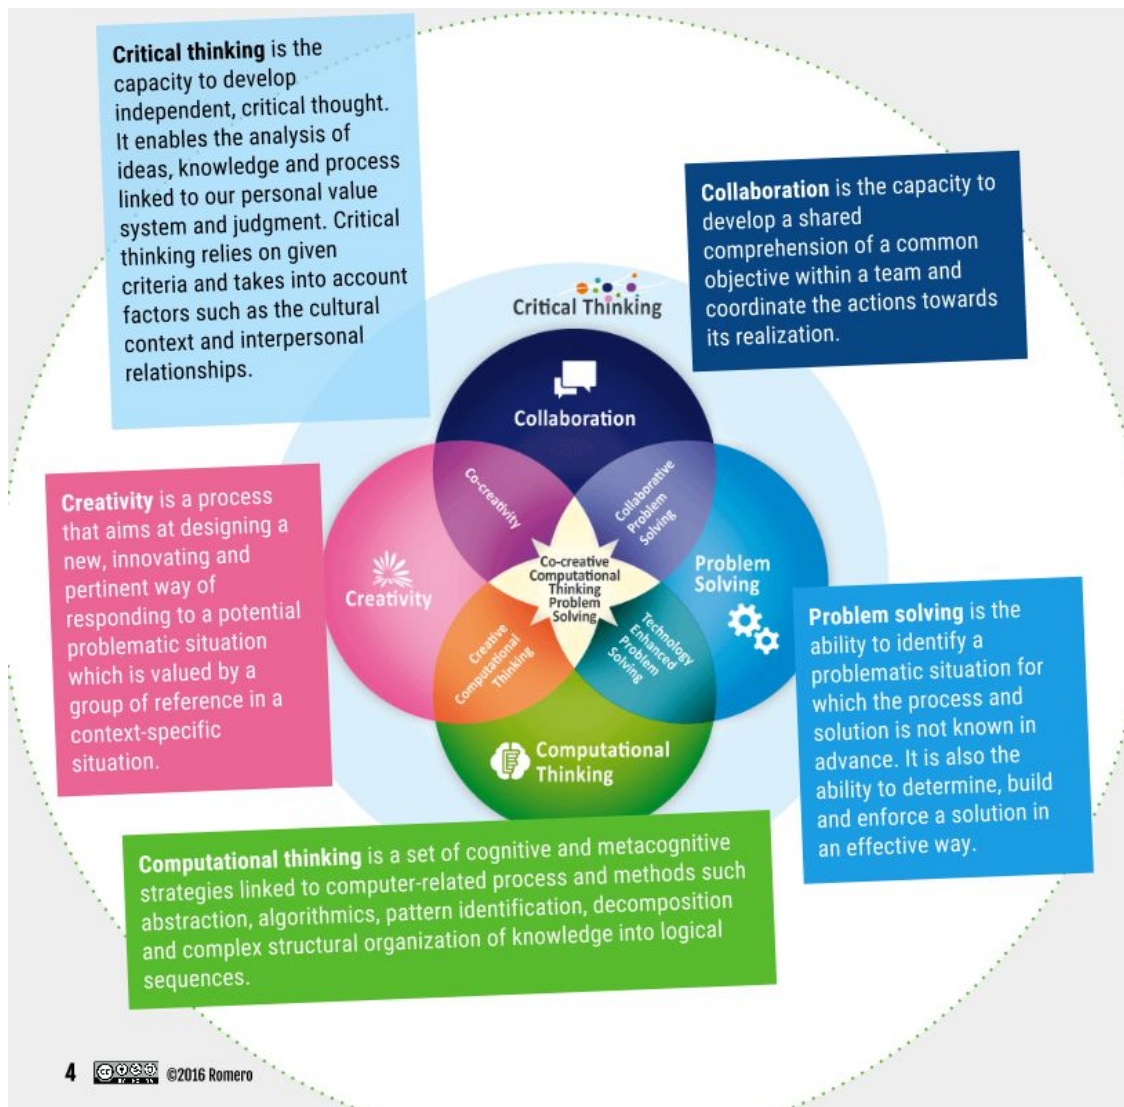 Critical thinking is the
capacity to develop
independent, critical thought.
It enables the analysis of
ideas, knowledge and process
linked to our personal value
system and judgment. Critical
thinking relies on given
criteria and takes into account
factors such as the cultural
context and interpersonal
relationships.
Collaboration is the capacity to
develop a shared
comprehension of a common
objective within a team and
coordinate the actions towards
its realization.
Critical Thinking
Collaboration
Co-creativity
Collaborative
Problem
Solving
Creativity is a process
that aims at designing a
new, innovating and
pertinent way of
responding to a potential
problematic situation
which is valued by a
group of reference in a
context-specific
situation.
Creativity
Co-creative
Computational
Thinking
Problem
Solving
Problem
Solving
Creative
Computational
Thinking
Technology
Enhanced
Problem
Solving
Problem solving is the
ability to identify a
problematic situation for
which the process and
solution is not known in
advance. It is also the
ability to determine, build
and enforce a solution in
an effective way.
Computational
Thinking
Computational thinking is a set of cognitive and metacognitive
strategies linked to computer-related process and methods such
abstraction, algorithmics, pattern identification, decomposition
and complex structural organization of knowledge into logical
sequences.
4 ©2016 Romero